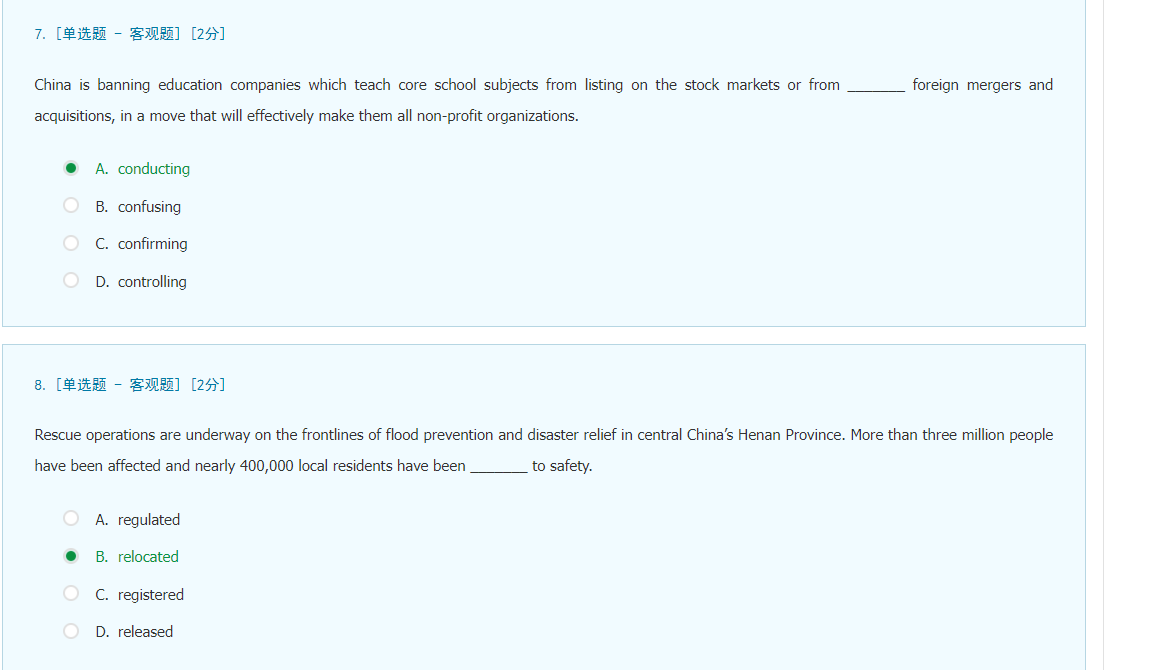 7. [单选题 - 客观题] [2分]
China is banning education companies which teach core school subjects from listing on the stock markets or from _______ foreign mergers and
acquisitions, in a move that will effectively make them all non-profit organizations.
A. conducting
B. confusing
C. confirming
D. controlling
8. [单选题 - 客观题] [2分]
Rescue operations are underway on the frontlines of flood prevention and disaster relief in central China’s Henan Province. More than three million people
have been affected and nearly 400,000 local residents have been _______ to safety.
A. regulated
B. relocated
C. registered
D. released